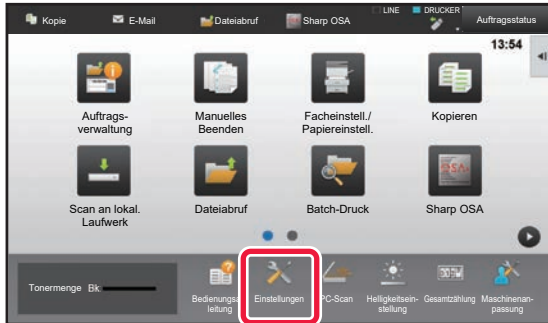 Kopie
E-Mail
Dateiabruf
Sharp OSA
LINE
DRUCKER
Auftragsstatus
13:54
Auftrags-
verwaltung
Manuelles
Beenden
Facheinstell./
Papiereinstell.
Kopieren
Scan an lokal.
Laufwerk
Dateiabruf
Batch-Druck
Sharp OSA
Tonermenge Bk
Bedienungsa
leitung
Einstellungen
PC-Scan
Helligkeitsein-
stellung
Gesamtzählung
Maschinenan-
passung